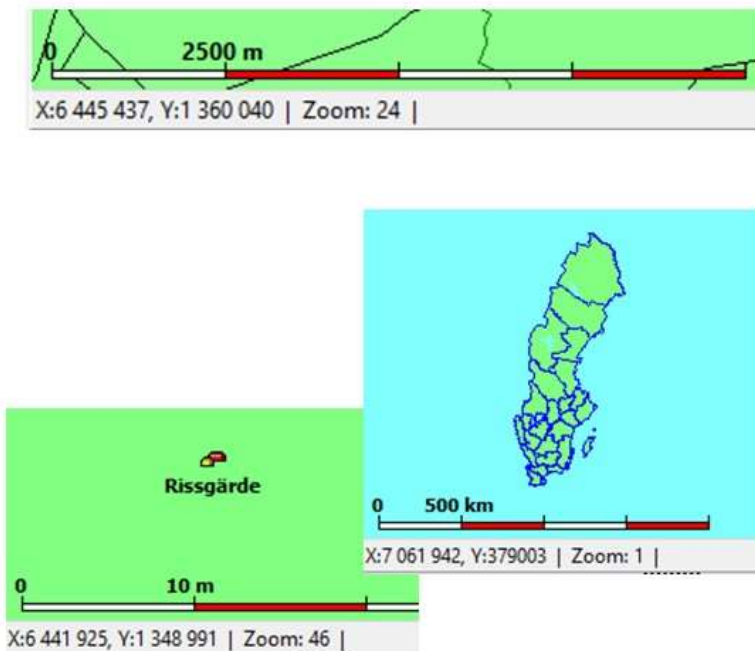 0 2500 m
X:6 445 437, Y:1 360 040 | Zoom: 24 |
0 500 km
X:7 061 942, Y:379003 | Zoom: 1 |
Rissgärde
0 10 m
X:6 441 925, Y:1 348 991 | Zoom: 46 |